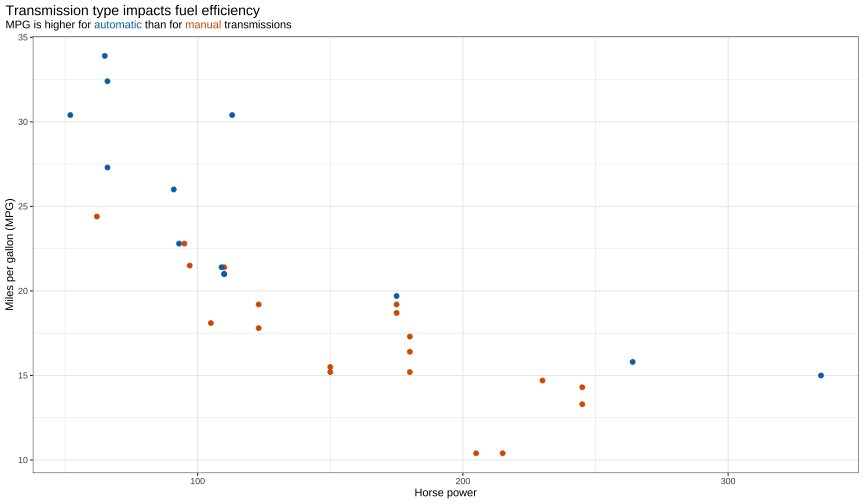 Transmission type impacts fuel efficiency
MPG is higher for automatic than for manual transmissions
Miles per gallon (MPG)
35
30
25
20
15
10
100 200 300
Horse power